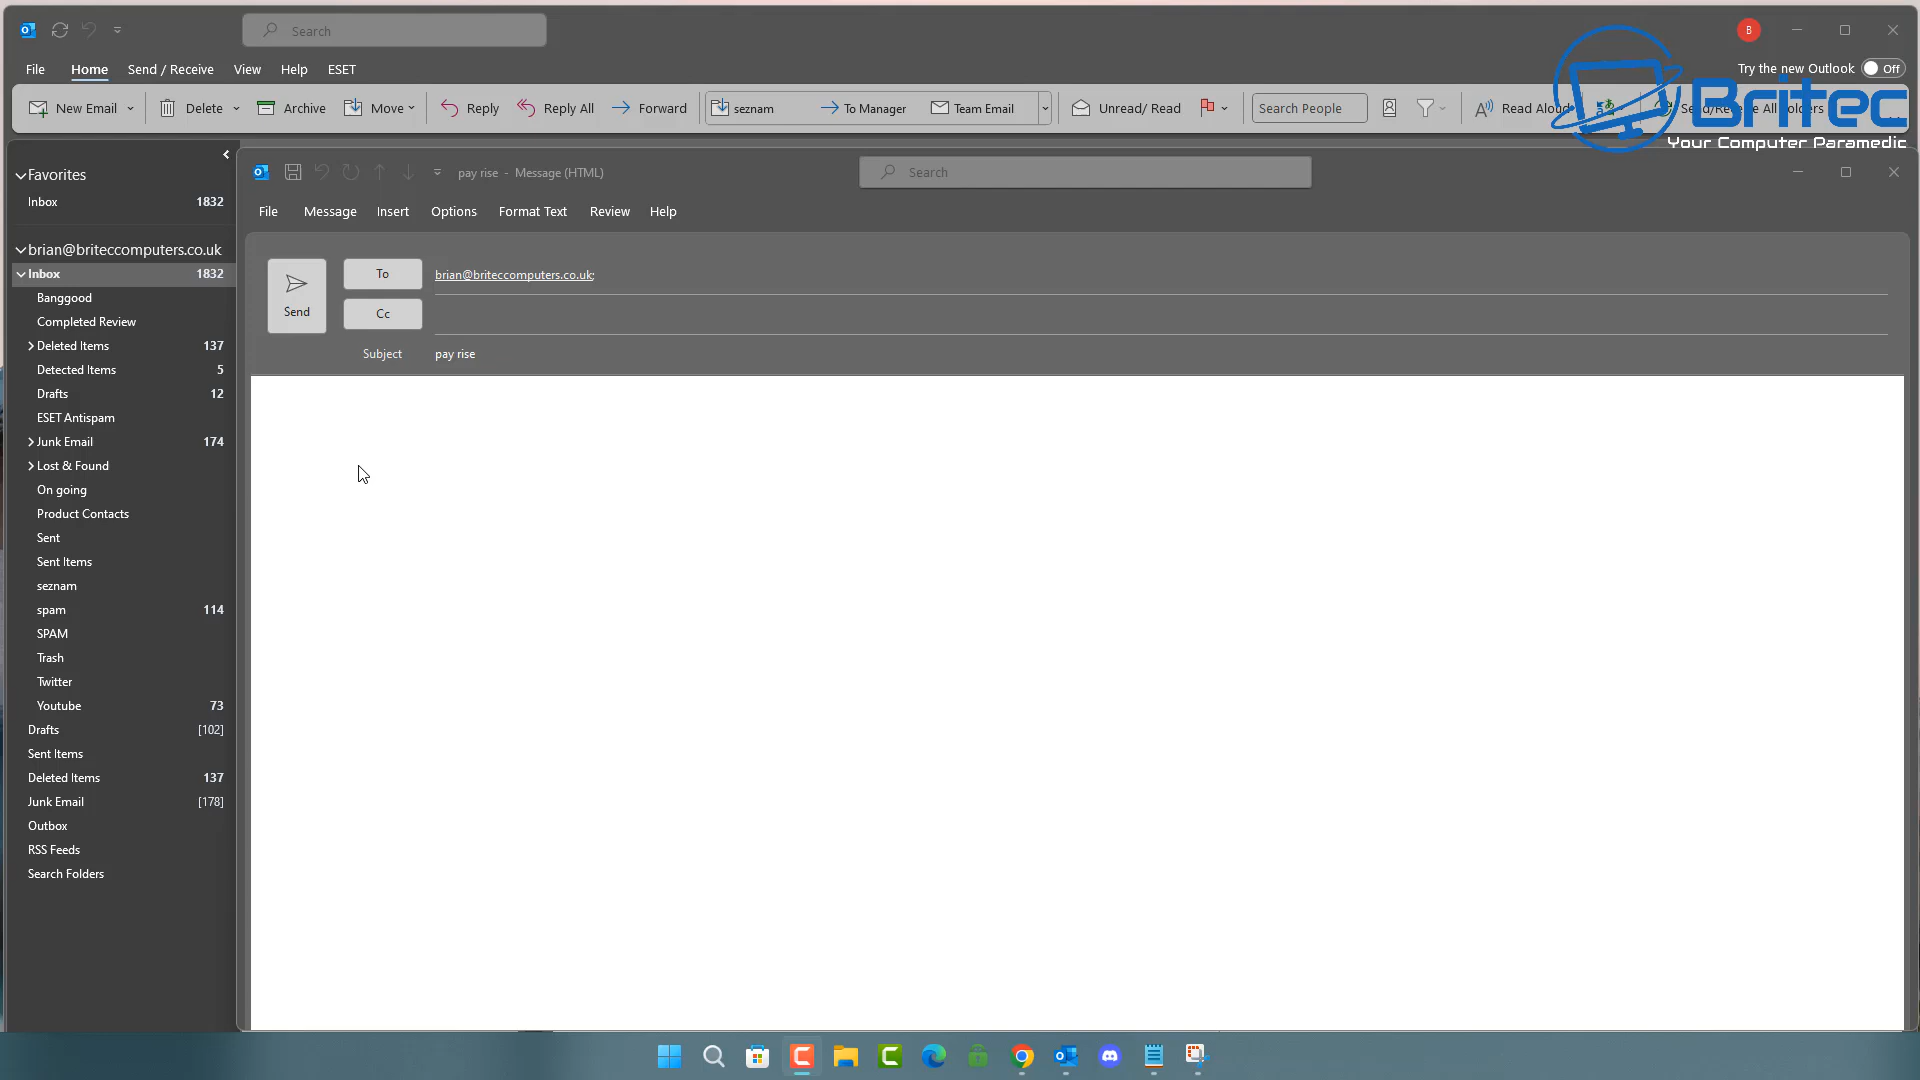 Search
B
File Home Send / Receive View Help ESET
Try the new Outlook Off
New Email Delete Archive Move Reply Reply All Forward seznam To Manager Team Email Unread/ Read Search People Read Aloud Send/Receive All Folders
Britec
Your Computer Paramedic
Favorites
Inbox 1832
brian@briteccomputers.co.uk
Inbox 1832
Banggood
Completed Review
Deleted Items 137
Detected Items 5
Drafts 12
ESET Antispam
Junk Email 174
Lost & Found
On going
Product Contacts
Sent
Sent Items
seznam
spam 114
SPAM
Trash
Twitter
Youtube 73
Drafts [102]
Sent Items
Deleted Items 137
Junk Email [178]
Outbox
RSS Feeds
Search Folders
pay rise - Message (HTML)
Search
File Message Insert Options Format Text Review Help
Send
To brian@briteccomputers.co.uk;
Cc
Subject pay rise